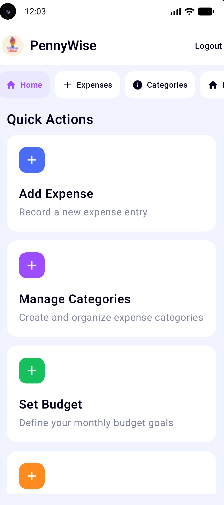 12:03
PennyWise
Logout
Home
Expenses
Categories
Quick Actions
Add Expense
Record a new expense entry
Manage Categories
Create and organize expense categories
Set Budget
Define your monthly budget goals